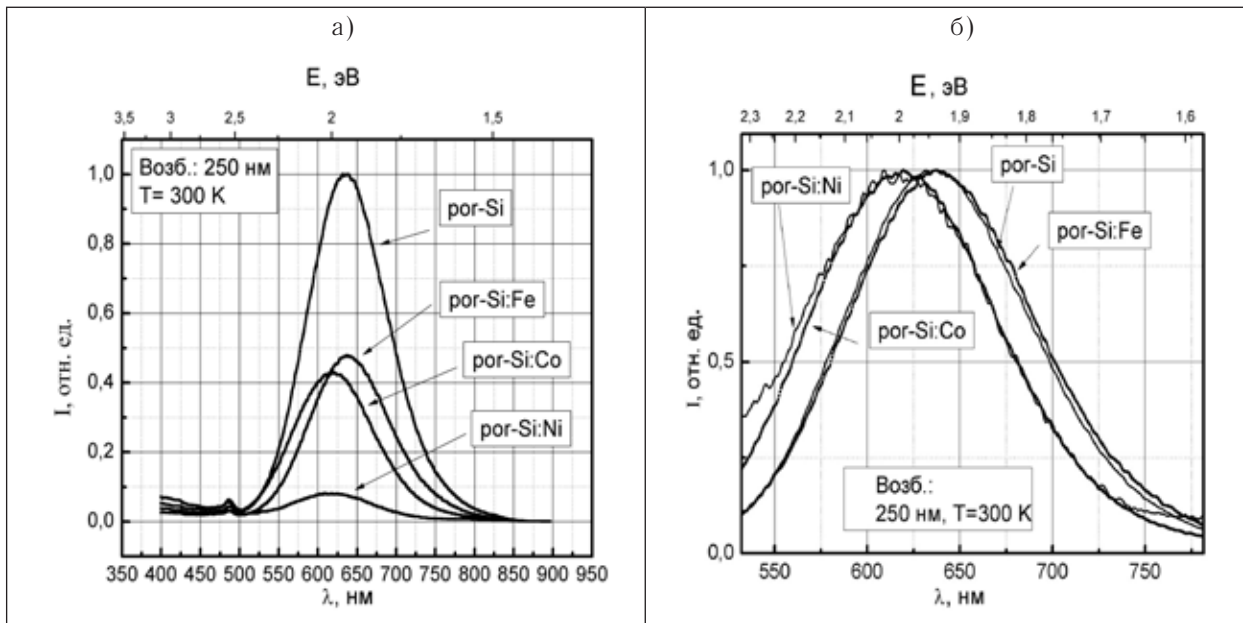 а)
E, эВ
3,5 3 2,5 2 1,5
Возб.: 250 нм
T= 300 K
por-Si
por-Si:Fe
por-Si:Co
por-Si:Ni
I, отн. ед.
1,0
0,8
0,6
0,4
0,2
0,0
350 400 450 500 550 600 650 700 750 800 850 900 950
λ, нм
б)
E, эВ
2,3 2,2 2,1 2 1,9 1,8 1,7 1,6
por-Si:Ni
por-Si
por-Si:Fe
por-Si:Co
I, отн. ед.
1,0
0,5
0,0
Возб.:
250 нм, T=300 K
550 600 650 700 750
λ, нм